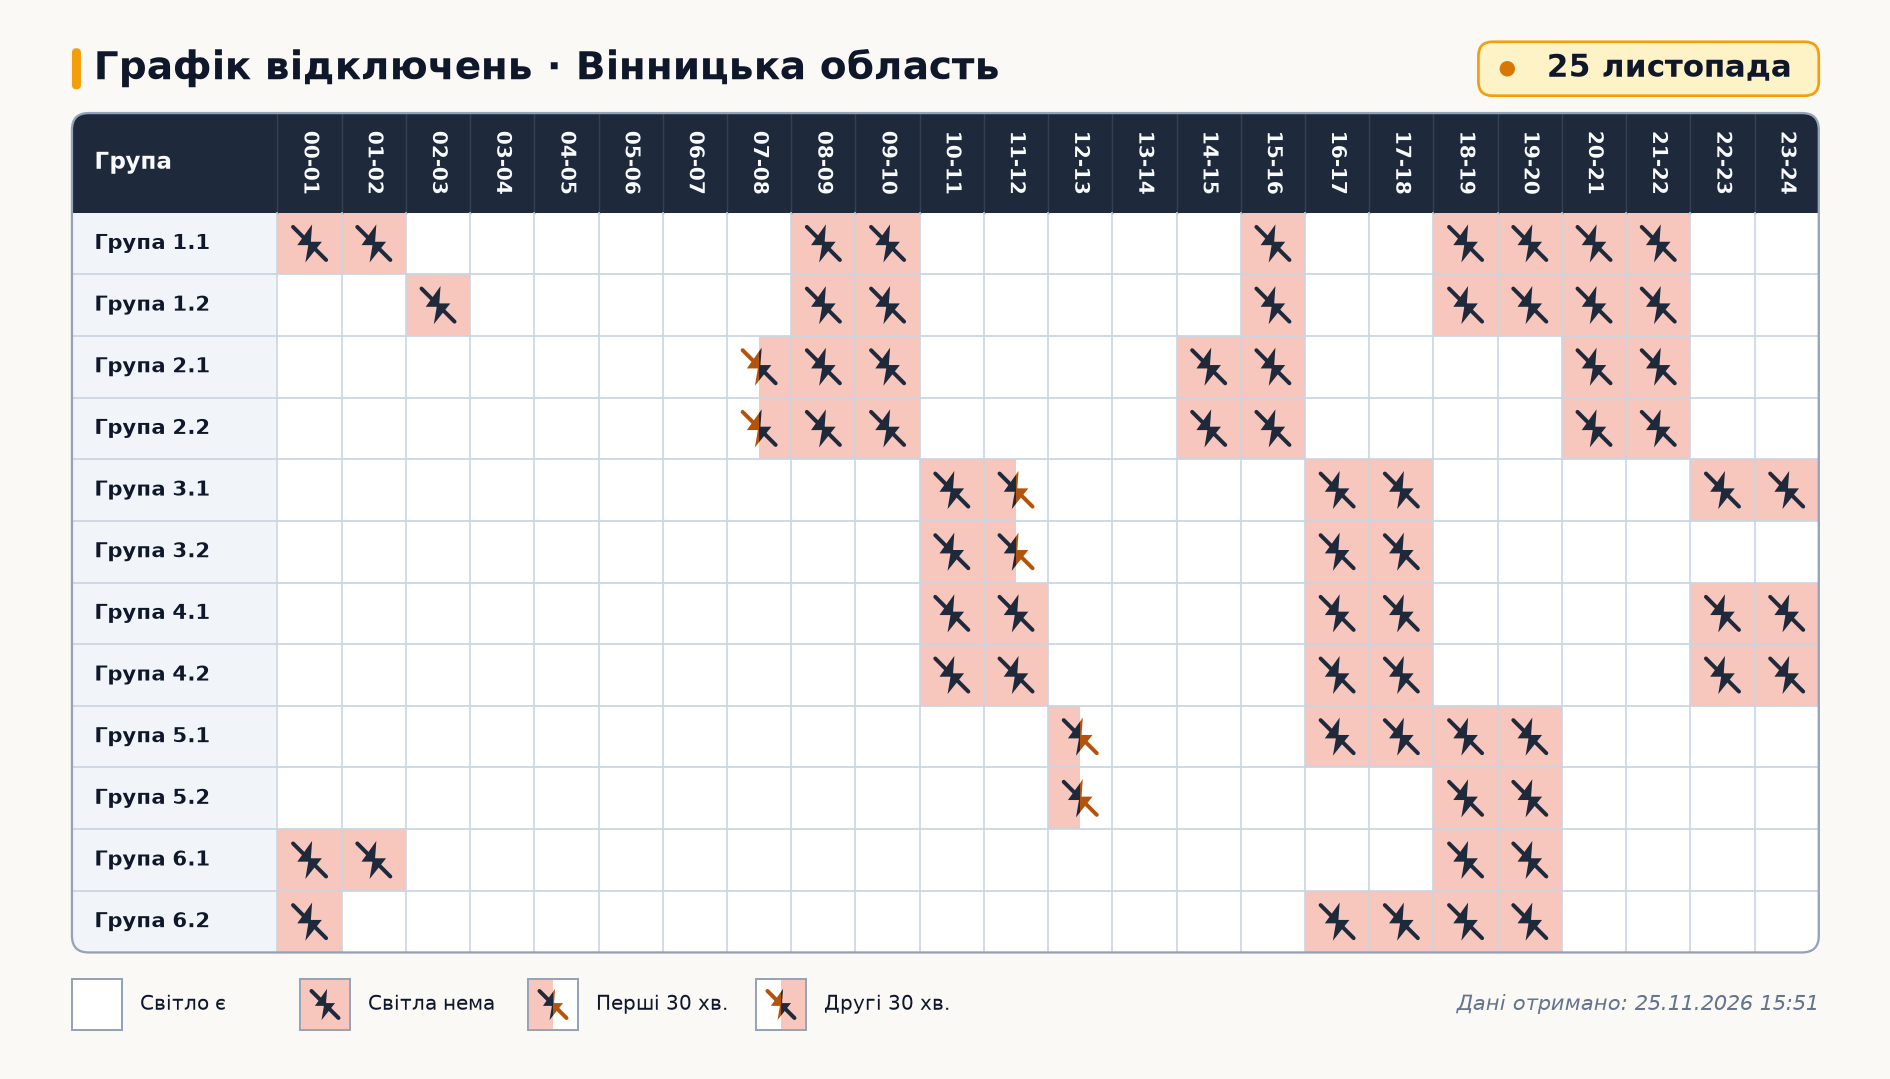 Графік відключень · Вінницька область
25 листопада
Група 00-01 01-02 02-03 03-04 04-05 05-06 06-07 07-08 08-09 09-10 10-11 11-12 12-13 13-14 14-15 15-16 16-17 17-18 18-19 19-20 20-21 21-22 22-23 23-24
Група 1.1
Група 1.2
Група 2.1
Група 2.2
Група 3.1
Група 3.2
Група 4.1
Група 4.2
Група 5.1
Група 5.2
Група 6.1
Група 6.2
Світло є Світла нема Перші 30 хв. Другі 30 хв.
Дані отримано: 25.11.2026 15:51